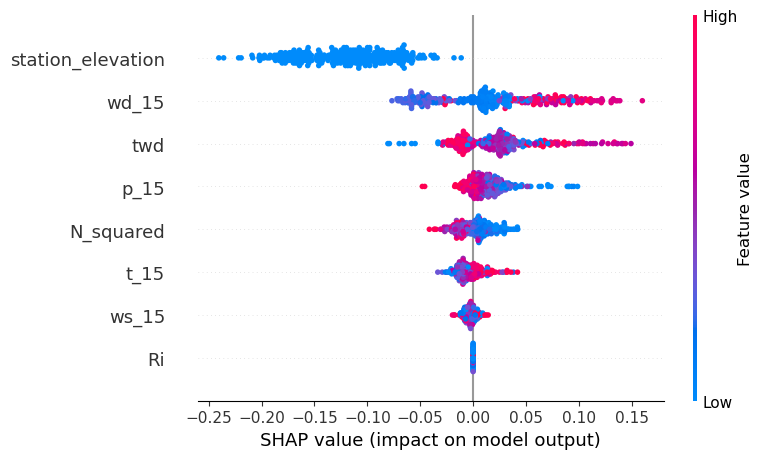 High
station_elevation
wd_15
twd
p_15
N_squared
t_15
ws_15
Ri
Feature value
Low
−0.25 −0.20 −0.15 −0.10 −0.05 0.00 0.05 0.10 0.15
SHAP value (impact on model output)